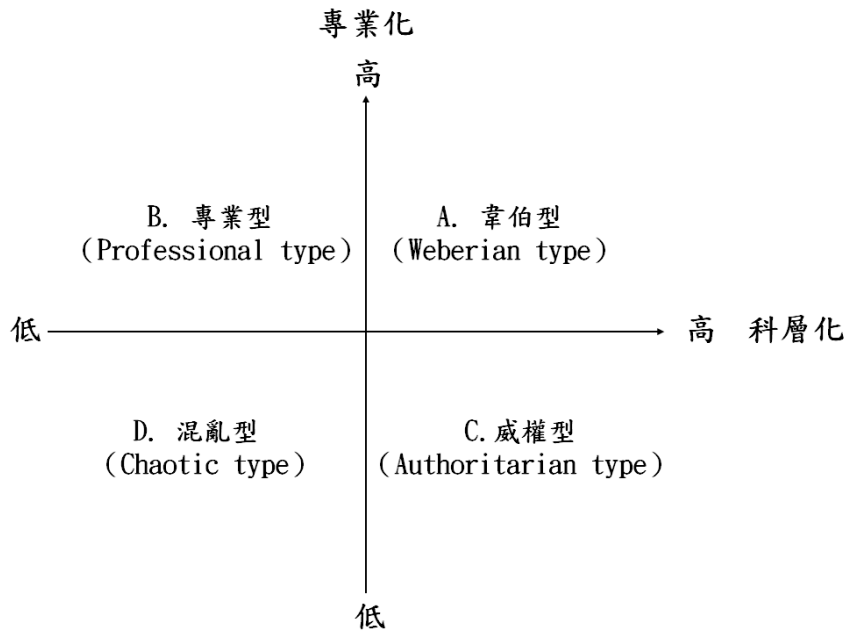 專業化
高
B. 專業型
(Professional type)
A. 韋伯型
(Weberian type)
低
高 科層化
D. 混亂型
(Chaotic type)
C.威權型
(Authoritarian type)
低